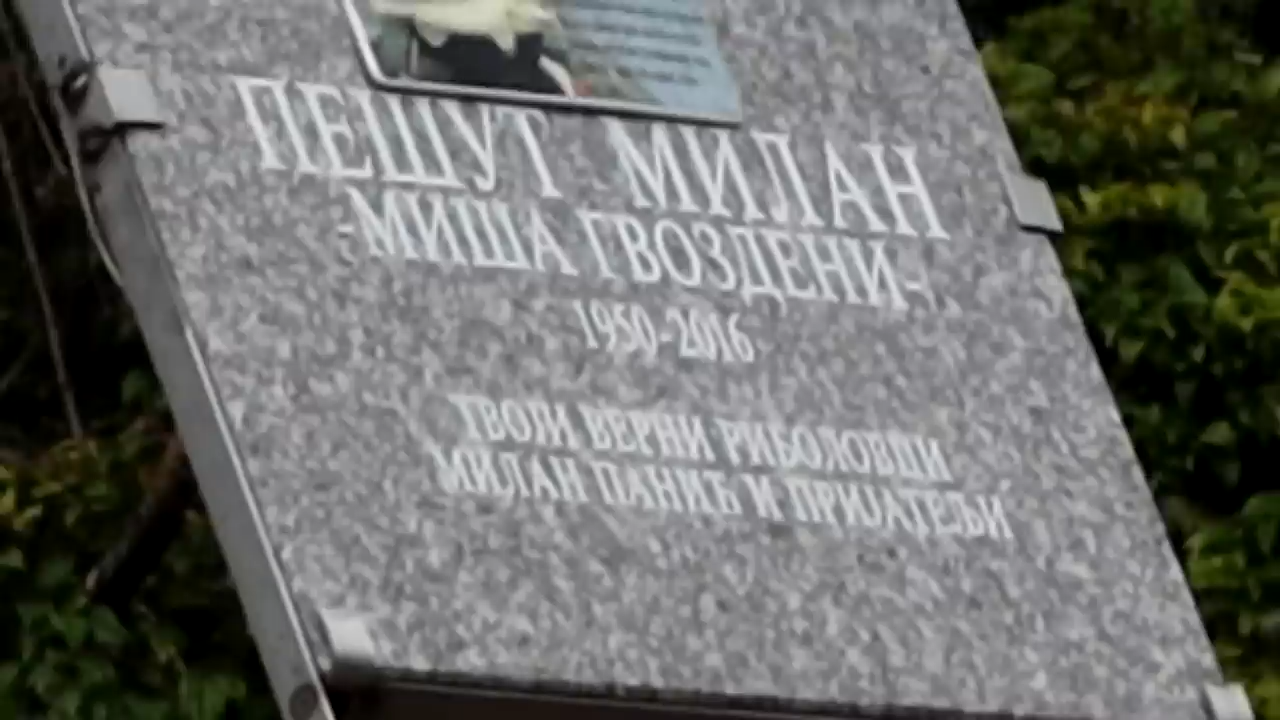 ПЕШУТ МИЛАН
-МИША ГВОЗДЕНИ-
1950-2016
ТВОЈИ ВЕРНИ РИБОЛОВЦИ
МИЛАН ПАНИЋ И ПРИЈАТЕЉИ